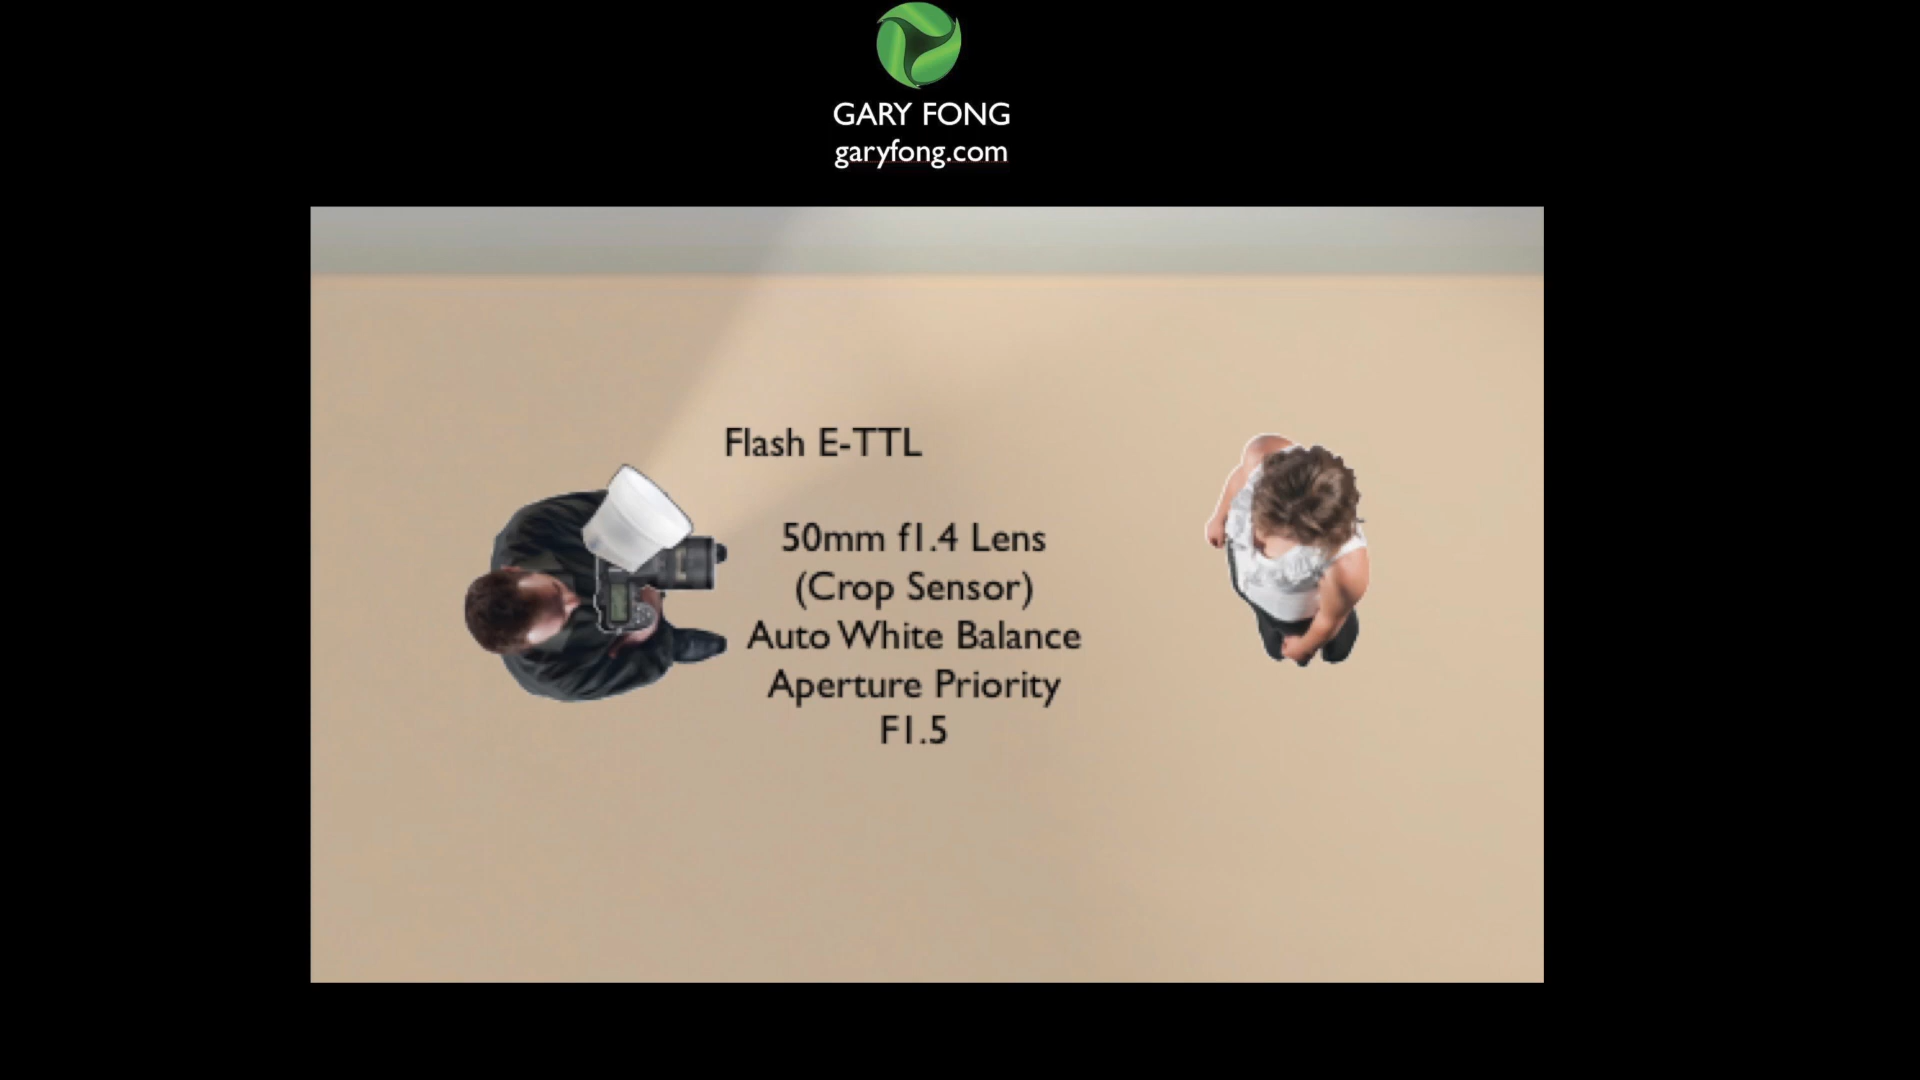 GARY FONG
garyfong.com
Flash E-TTL
50mm f1.4 Lens
(Crop Sensor)
Auto White Balance
Aperture Priority
F1.5